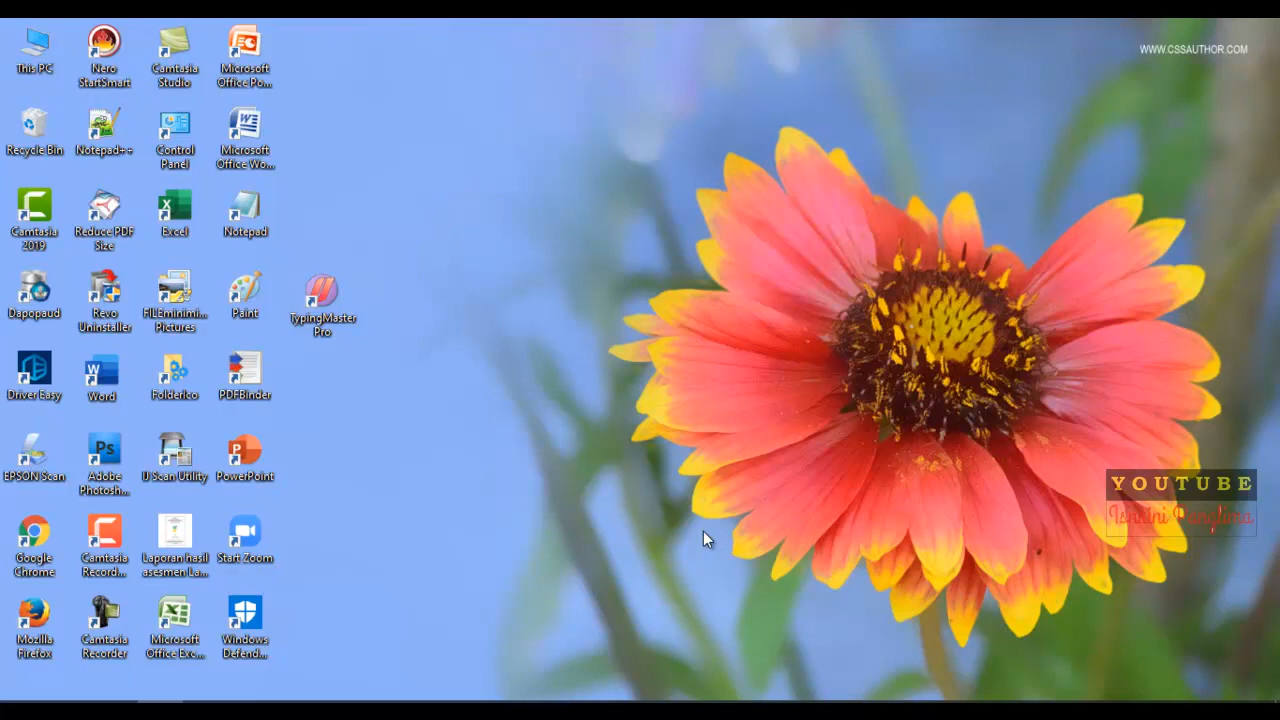 WWW.CSSAUTHOR.COM
This PC
Nero
StartSmart
Camtasia
Studio
Microsoft
Office Po...
Recycle Bin
Notepad++
Control
Panel
Microsoft
Office Wo...
Camtasia
2019
Reduce PDF
Size
Excel
Notepad
Dapopaud
Revo
Uninstaller
FILEminimi...
Pictures
Paint
TypingMaster
Pro
Driver Easy
Word
Folderico
PDFBinder
EPSON Scan
Adobe
Photosh...
IJ Scan Utility
PowerPoint
Google
Chrome
Camtasia
Record...
Laporan hasil
asesmen La...
Start Zoom
Mozilla
Firefox
Camtasia
Recorder
Microsoft
Office Exc...
Windows
Defend...
YOUTUBE
Panglima